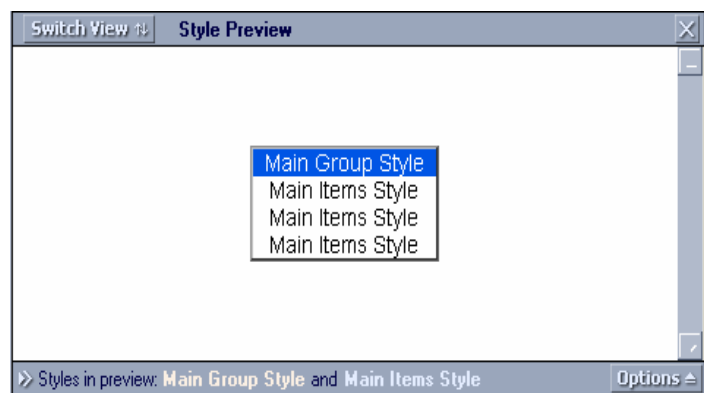 Switch View ⇅ Style Preview
Main Group Style
Main Items Style
Main Items Style
Main Items Style
Styles in preview: Main Group Style and Main Items Style Options